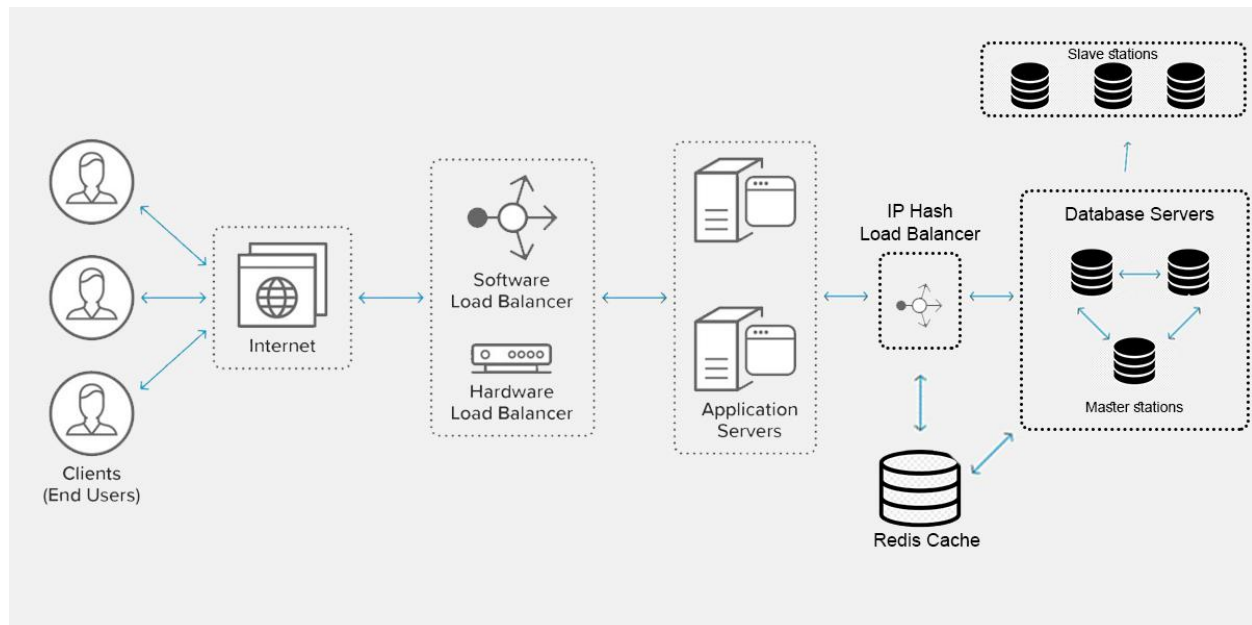 Slave stations
Clients
(End Users)
Internet
Software
Load Balancer
Hardware
Load Balancer
Application
Servers
IP Hash
Load Balancer
Redis Cache
Database Servers
Master stations